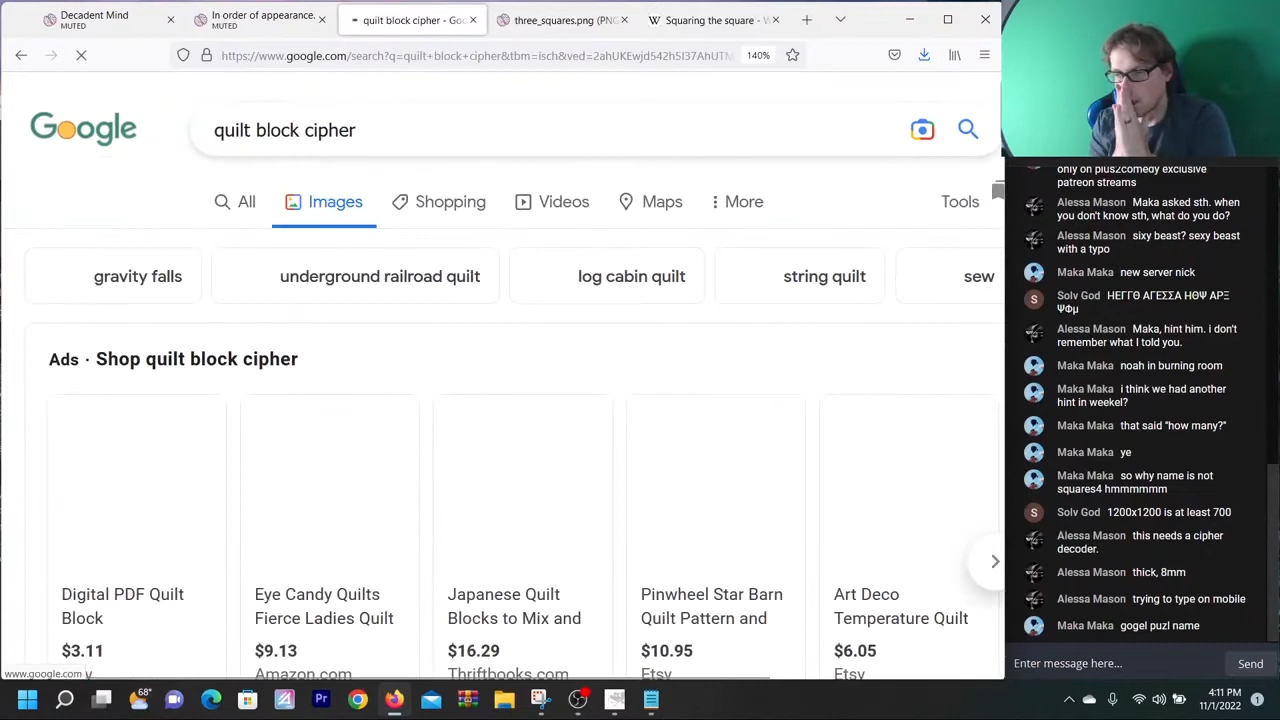 Decadent Mind
MUTED
In order of appearance.
MUTED
quilt block cipher - Goo
three_squares.png (PNG
W Squaring the square - W
https://www.google.com/search?q=quilt+block+cipher&tbm=isch&ved=2ahUKEwjd542h5I37AhUTM
140%
Google
quilt block cipher
All
Images
Shopping
Videos
Maps
More
Tools
gravity falls
underground railroad quilt
log cabin quilt
string quilt
sew
Ads · Shop quilt block cipher
Digital PDF Quilt
Block
$3.11
y
Eye Candy Quilts
Fierce Ladies Quilt
$9.13
Amazon.com
Japanese Quilt
Blocks to Mix and
$16.29
Thriftbooks.com
Pinwheel Star Barn
Quilt Pattern and
$10.95
Etsy
Art Deco
Temperature Quilt
$6.05
Etsy
www.google.com
only on plus2comedy exclusive
patreon streams
Alessa Mason Maka asked sth. when
you don't know sth, what do you do?
Alessa Mason sixy beast? sexy beast
with a typo
Maka Maka new server nick
S Solv God ΗΕΓΓΘ ΑΓΕΣΣΑ ΗΘΨ ΑΡΞ
ΨΦμ
Alessa Mason Maka, hint him. i don't
remember what I told you.
Maka Maka noah in burning room
Maka Maka i think we had another
hint in weekel?
Maka Maka that said "how many?"
Maka Maka ye
Maka Maka so why name is not
squares4 hmmmmmm
S Solv God 1200x1200 is at least 700
Alessa Mason this needs a cipher
decoder.
Alessa Mason thick, 8mm
Alessa Mason trying to type on mobile
Maka Maka gogel puzl name
Enter message here...
Send
68°
Pr
4:11 PM
11/1/2022
1